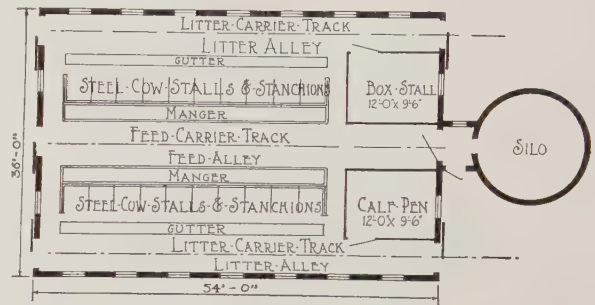 LITTER-CARRIER-TRACK
LITTER ALLEY
GUTTER
STEEL-COW-STALLS-&-STANCHIONS
MANGER
BOX-STALL
12'-0"X 9'-6"
FEED-CARRIER-TRACK
SILO
36'-0"
FEED-ALLEY
MANGER
STEEL-COW-STALLS-&-STANCHIONS
GUTTER
CALF-PEN
12'-0"X 9'-6"
LITTER-CARRIER-TRACK
LITTER-ALLEY
54'-0"